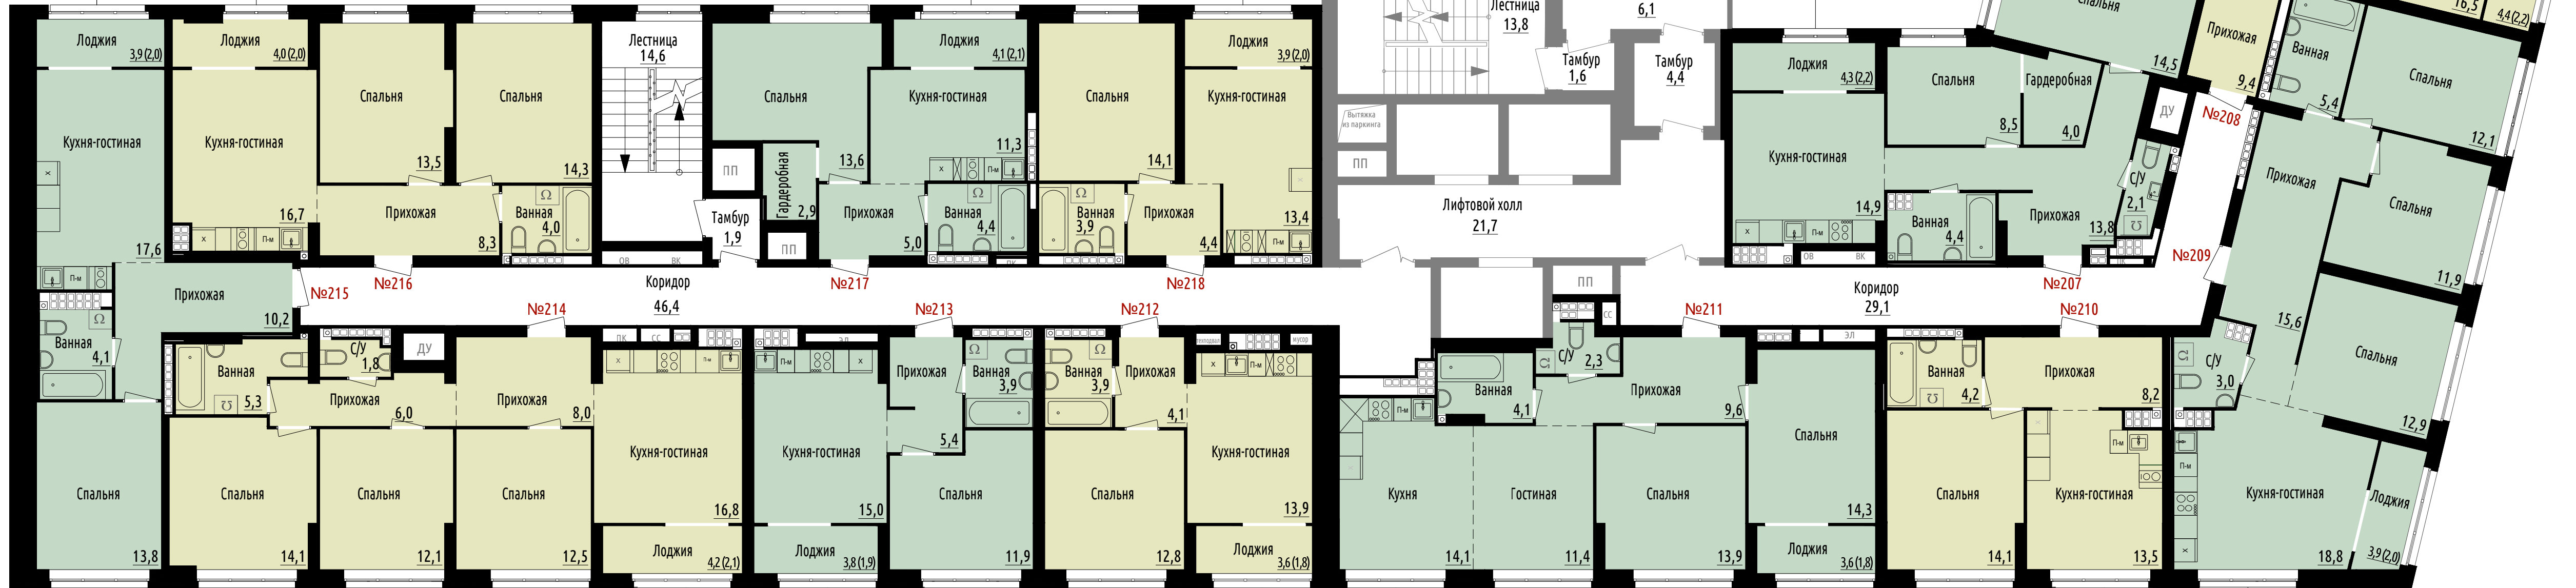 Лоджия
3,9(2,0)
Кухня-гостиная
17,6
П-м
X
Прихожая
10,2
№215
Ванная
4,1
Спальня
13,8
Лоджия
4,0(2,0)
Кухня-гостиная
16,7
X
П-м
Спальня
13,5
Спальня
14,3
Прихожая
8,3
Ванная
4,0
№216
Лестница
14,6
ПП
Тамбур
1,9
ПП
ОВ
ВК
Коридор
46,4
Спальня
13,6
Гардеробная
2,9
Лоджия
4,1(2,1)
Кухня-гостиная
11,3
X
П-м
Прихожая
5,0
Ванная
4,4
ПК
№217
Спальня
14,1
Лоджия
3,9(2,0)
Кухня-гостиная
13,4
X
П-м
Ванная
3,9
Прихожая
4,4
№218
Ванная
5,3
С/У
1,8
ДУ
Прихожая
6,0
Прихожая
8,0
№214
Спальня
14,1
Спальня
12,1
Спальня
12,5
ПК
СС
X
П-м
Кухня-гостиная
16,8
Лоджия
4,2(2,1)
ЭЛ
П-м
X
Кухня-гостиная
15,0
Лоджия
3,8(1,9)
№213
Прихожая
5,4
Ванная
3,9
Спальня
11,9
№212
Ванная
3,9
Прихожая
4,1
Спальня
12,8
мусор
X
П-м
Кухня-гостиная
13,9
Лоджия
3,6(1,8)
Лестница
13,8
6,1
Тамбур
1,6
Тамбур
4,4
Вытяжка
из паркинга
ПП
Лифтовой холл
21,7
ПП
СС
№211
Коридор
29,1
С/У
2,3
Ванная
4,1
Прихожая
9,6
П-м
Кухня
14,1
Гостиная
11,4
Спальня
13,9
Спальня
14,3
Лоджия
3,6(1,8)
ЭЛ
Лоджия
4,3(2,2)
Кухня-гостиная
14,9
X
П-м
Спальня
8,5
Гардеробная
4,0
Спальня
14,5
Ванная
4,4
ОВ
ВК
Прихожая
13,8
С/У
2,1
ДУ
ПК
№207
Прихожая
9,4
№208
№209
№210
Ванная
4,2
Прихожая
8,2
Спальня
14,1
П-м
Кухня-гостиная
13,5
Ванная
5,4
Спальня
12,1
Прихожая
15,6
Спальня
11,9
Спальня
12,9
С/У
3,0
П-м
X
Кухня-гостиная
18,8
Лоджия
3,9(2,0)
16,5
4,4(2,2)